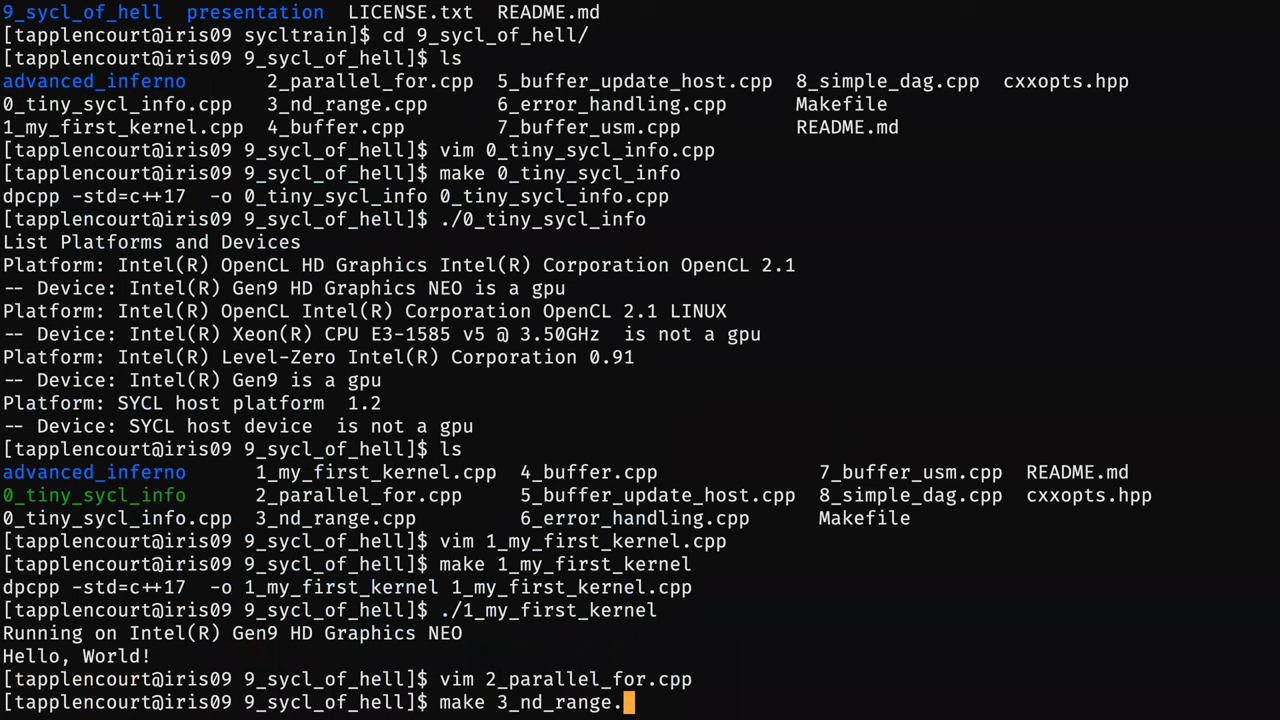 9_sycl_of_hell  presentation  LICENSE.txt  README.md
[tapplencourt@iris09 sycltrain]$ cd 9_sycl_of_hell/
[tapplencourt@iris09 9_sycl_of_hell]$ ls
advanced_inferno       2_parallel_for.cpp  5_buffer_update_host.cpp  8_simple_dag.cpp  cxxopts.hpp
0_tiny_sycl_info.cpp   3_nd_range.cpp      6_error_handling.cpp      Makefile
1_my_first_kernel.cpp  4_buffer.cpp        7_buffer_usm.cpp          README.md
[tapplencourt@iris09 9_sycl_of_hell]$ vim 0_tiny_sycl_info.cpp
[tapplencourt@iris09 9_sycl_of_hell]$ make 0_tiny_sycl_info
dpcpp -std=c++17  -o 0_tiny_sycl_info 0_tiny_sycl_info.cpp
[tapplencourt@iris09 9_sycl_of_hell]$ ./0_tiny_sycl_info
List Platforms and Devices
Platform: Intel(R) OpenCL HD Graphics Intel(R) Corporation OpenCL 2.1
-- Device: Intel(R) Gen9 HD Graphics NEO is a gpu
Platform: Intel(R) OpenCL Intel(R) Corporation OpenCL 2.1 LINUX
-- Device: Intel(R) Xeon(R) CPU E3-1585 v5 @ 3.50GHz  is not a gpu
Platform: Intel(R) Level-Zero Intel(R) Corporation 0.91
-- Device: Intel(R) Gen9 is a gpu
Platform: SYCL host platform  1.2
-- Device: SYCL host device  is not a gpu
[tapplencourt@iris09 9_sycl_of_hell]$ ls
advanced_inferno      1_my_first_kernel.cpp  4_buffer.cpp              7_buffer_usm.cpp  README.md
0_tiny_sycl_info      2_parallel_for.cpp     5_buffer_update_host.cpp  8_simple_dag.cpp  cxxopts.hpp
0_tiny_sycl_info.cpp  3_nd_range.cpp         6_error_handling.cpp      Makefile
[tapplencourt@iris09 9_sycl_of_hell]$ vim 1_my_first_kernel.cpp
[tapplencourt@iris09 9_sycl_of_hell]$ make 1_my_first_kernel
dpcpp -std=c++17  -o 1_my_first_kernel 1_my_first_kernel.cpp
[tapplencourt@iris09 9_sycl_of_hell]$ ./1_my_first_kernel
Running on Intel(R) Gen9 HD Graphics NEO
Hello, World!
[tapplencourt@iris09 9_sycl_of_hell]$ vim 2_parallel_for.cpp
[tapplencourt@iris09 9_sycl_of_hell]$ make 3_nd_range.